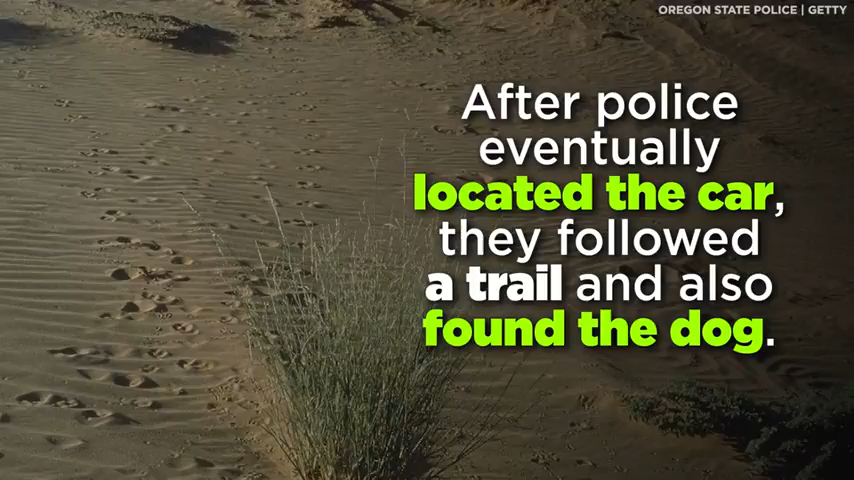 OREGON STATE POLICE | GETTY
After police
eventually
located the car,
they followed
a trail and also
found the dog.